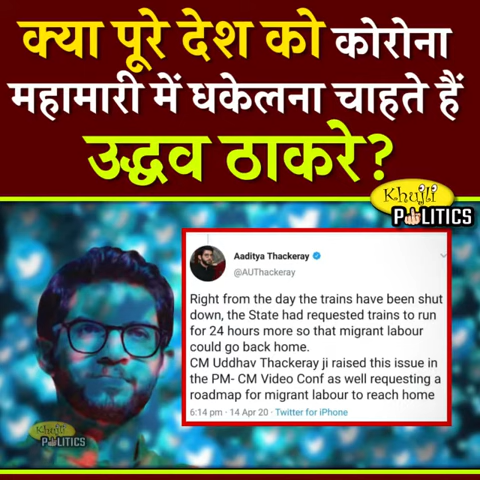 क्या पूरे देश को कोरोना
महामारी में धकेलना चाहते हैं
उद्धव ठाकरे?
Khujli
POLITICS
Aaditya Thackeray
@AUThackeray
Right from the day the trains have been shut
down, the State had requested trains to run
for 24 hours more so that migrant labour
could go back home.
CM Uddhav Thackeray ji raised this issue in
the PM- CM Video Conf as well requesting a
roadmap for migrant labour to reach home
6:14 pm · 14 Apr 20 · Twitter for iPhone
Khujli
POLITICS